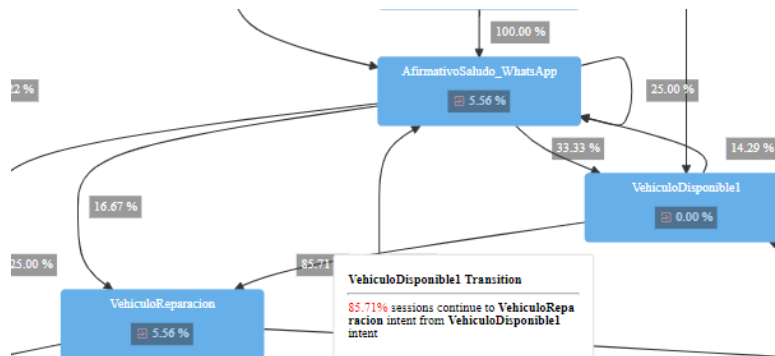 100.00 %
AfirmativoSaludo_WhatsApp
22 %
5.56 %
25.00 %
33.33 %
14.29 %
VehiculoDisponible1
16.67 %
0.00 %
25.00 %
85.71
VehiculoDisponible1 Transition
85.71% sessions continue to VehiculoRepa
racion intent from VehiculoDisponible1
intent
VehiculoReparacion
5.56 %